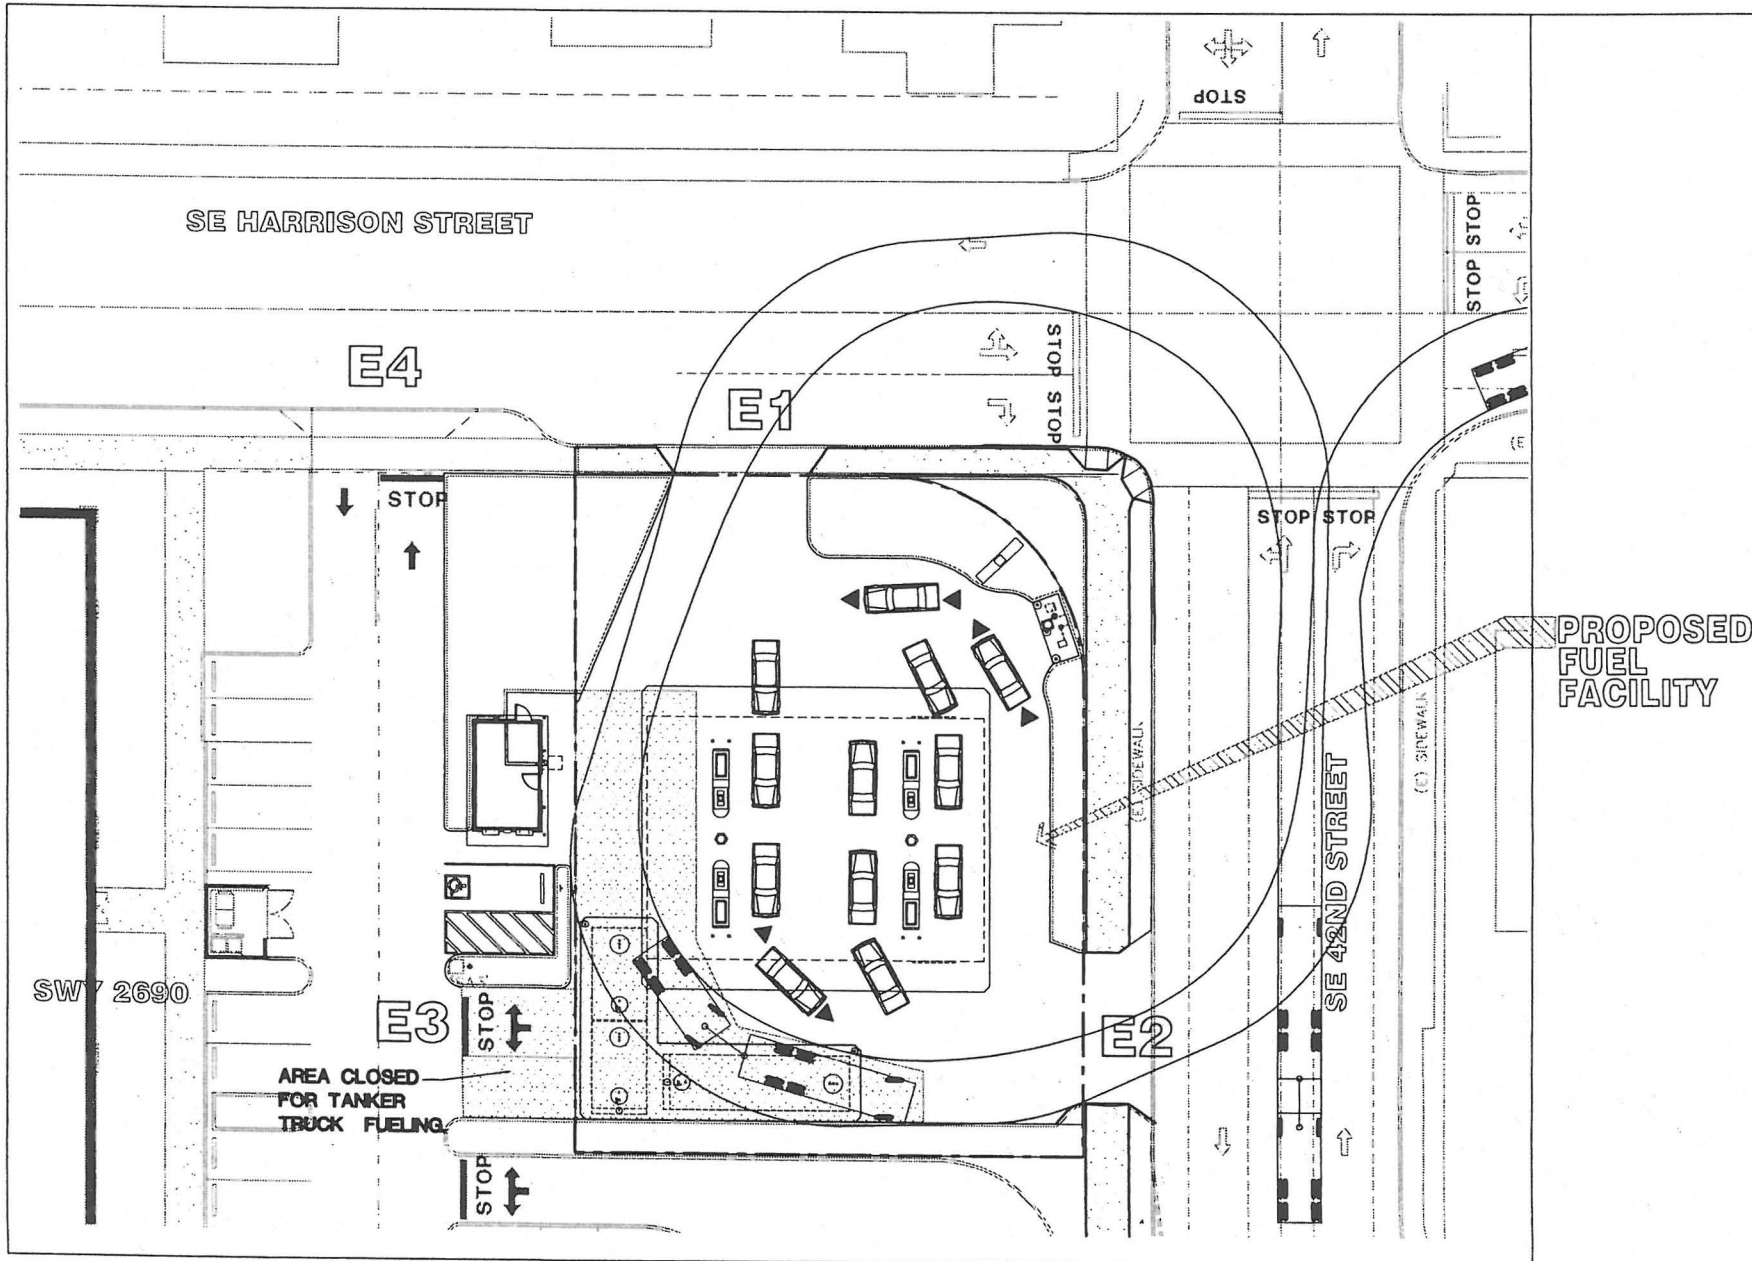 STOP
SE HARRISON STREET
STOP
STOP
STOP
STOP
E4
E1
STOP
STOP
STOP
PROPOSED
FUEL
FACILITY
(E) SIDEWALK
(E) SIDEWALK
SE 42ND STREET
SWY 2690
E3
STOP
E2
AREA CLOSED
FOR TANKER
TRUCK FUELING
STOP
(E